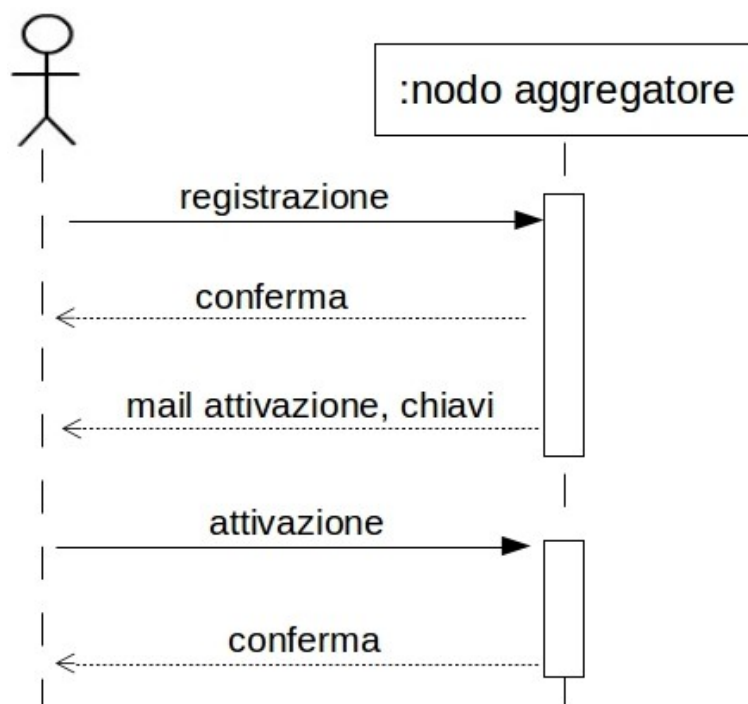 :nodo aggregatore
registrazione
conferma
mail attivazione, chiavi
attivazione
conferma